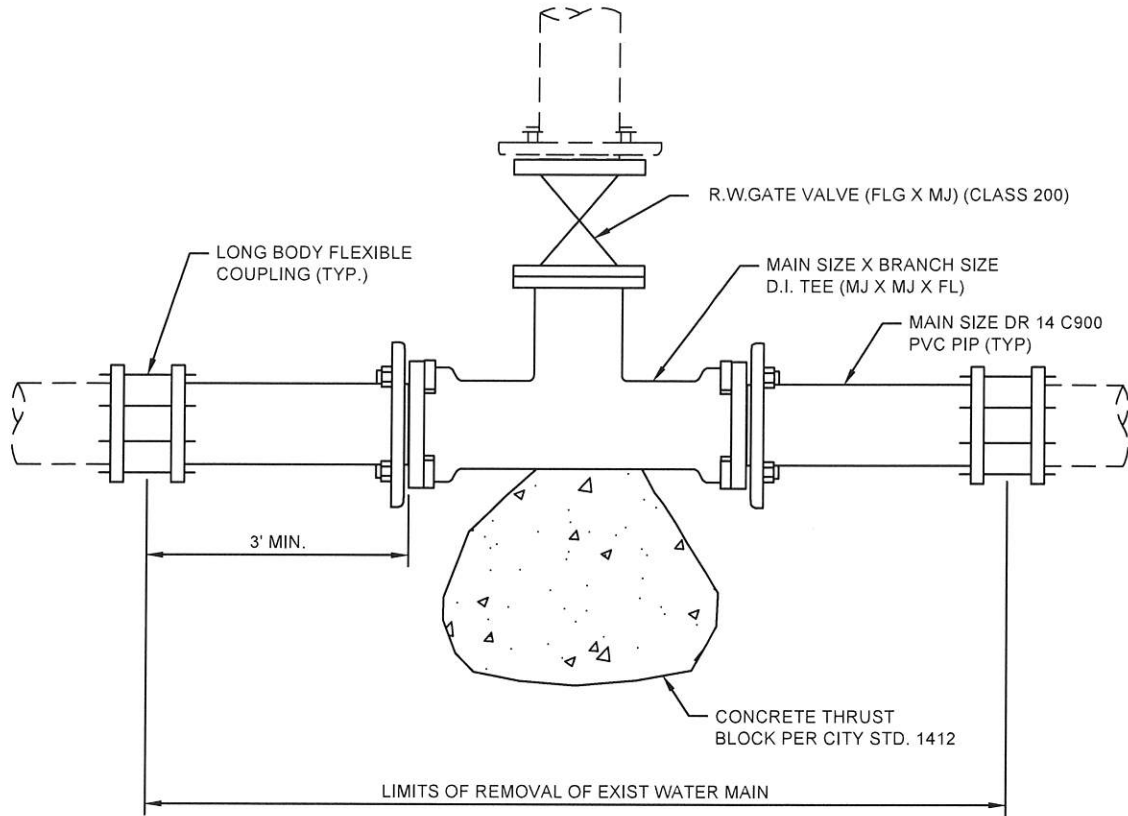 R.W.GATE VALVE (FLG X MJ) (CLASS 200)
LONG BODY FLEXIBLE
COUPLING (TYP.)
MAIN SIZE X BRANCH SIZE
D.I. TEE (MJ X MJ X FL)
MAIN SIZE DR 14 C900
PVC PIP (TYP)
3' MIN.
CONCRETE THRUST
BLOCK PER CITY STD. 1412
LIMITS OF REMOVAL OF EXIST WATER MAIN